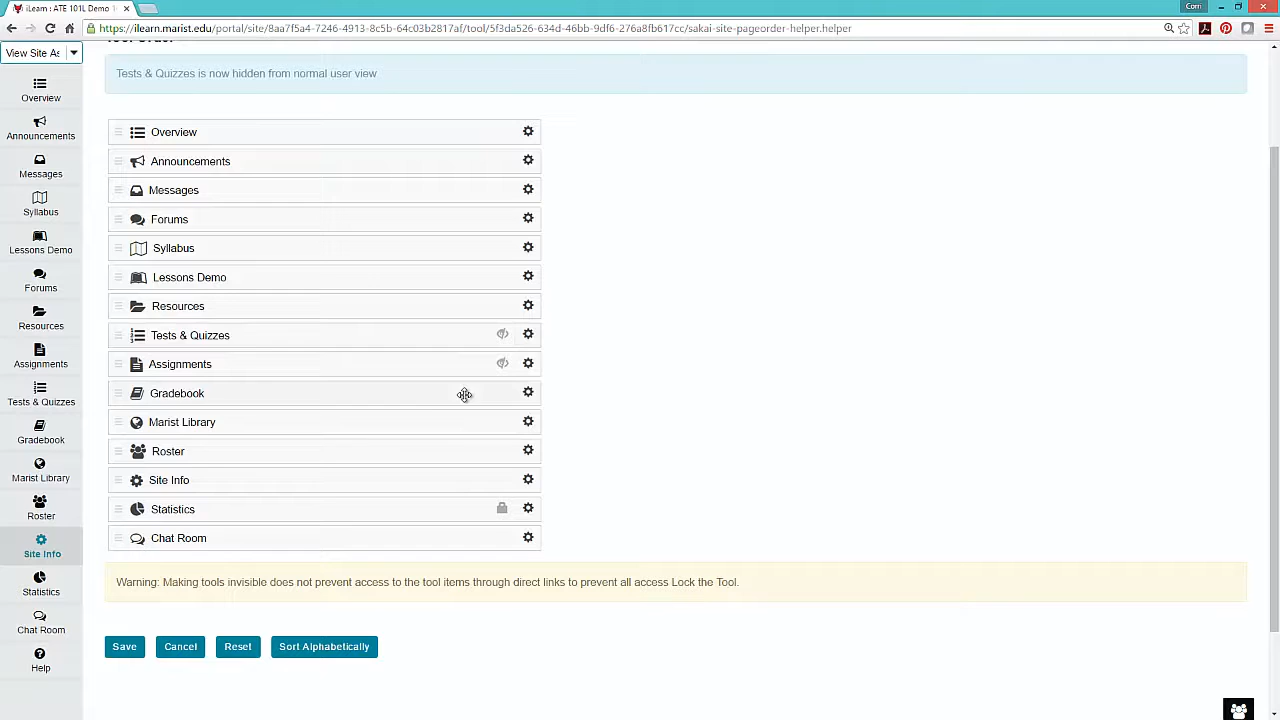 iLearn : ATE 101L Demo
Corri
https://ilearn.marist.edu/portal/site/8aa7f5a4-7246-4913-8c5b-64c03b2817af/tool/5f3ba526-634d-46bb-9df6-276a8fb617cc/sakai-site-pageorder-helper.helper
View Site As
Tests & Quizzes is now hidden from normal user view
Overview
Announcements
Messages
Syllabus
Lessons Demo
Forums
Resources
Assignments
Tests & Quizzes
Gradebook
Marist Library
Roster
Site Info
Statistics
Chat Room
Help
Overview
Announcements
Messages
Forums
Syllabus
Lessons Demo
Resources
Tests & Quizzes
Assignments
Gradebook
Marist Library
Roster
Site Info
Statistics
Chat Room
Warning: Making tools invisible does not prevent access to the tool items through direct links to prevent all access Lock the Tool.
Save
Cancel
Reset
Sort Alphabetically